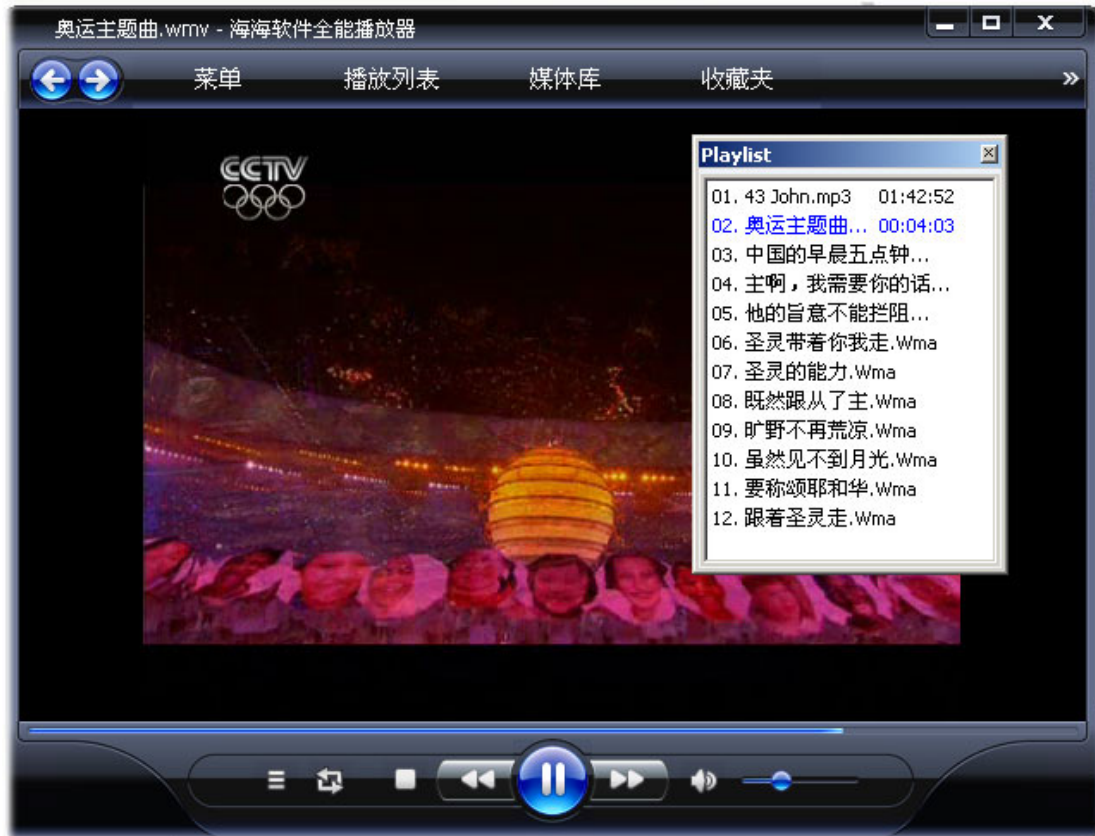 奥运主题曲.wmv - 海海软件全能播放器
菜单 播放列表 媒体库 收藏夹
CCTV
Playlist
01. 43 John.mp3 01:42:52
02. 奥运主题曲... 00:04:03
03. 中国的早晨五点钟...
04. 主啊，我需要你的话...
05. 他的旨意不能拦阻...
06. 圣灵带着你我走.Wma
07. 圣灵的能力.Wma
08. 既然跟从了主.Wma
09. 旷野不再荒凉.Wma
10. 虽然见不到月光.Wma
11. 要称颂耶和华.Wma
12. 跟着圣灵走.Wma